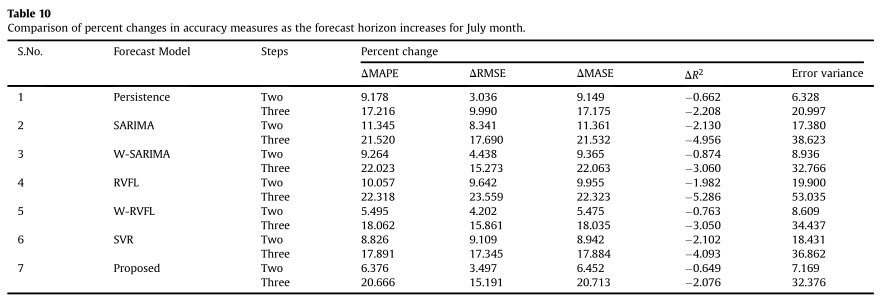 Table 10
Comparison of percent changes in accuracy measures as the forecast horizon increases for July month.
S.No. Forecast Model Steps Percent change
ΔMAPE ΔRMSE ΔMASE ΔR² Error variance
1 Persistence Two 9.178 3.036 9.149 −0.662 6.328
Three 17.216 9.990 17.175 −2.208 20.997
2 SARIMA Two 11.345 8.341 11.361 −2.130 17.380
Three 21.520 17.690 21.532 −4.956 38.623
3 W-SARIMA Two 9.264 4.438 9.365 −0.874 8.936
Three 22.023 15.273 22.063 −3.060 32.766
4 RVFL Two 10.057 9.642 9.955 −1.982 19.900
Three 22.318 23.559 22.323 −5.286 53.035
5 W-RVFL Two 5.495 4.202 5.475 −0.763 8.609
Three 18.062 15.861 18.035 −3.050 34.437
6 SVR Two 8.826 9.109 8.942 −2.102 18.431
Three 17.891 17.345 17.884 −4.093 36.862
7 Proposed Two 6.376 3.497 6.452 −0.649 7.169
Three 20.666 15.191 20.713 −2.076 32.376